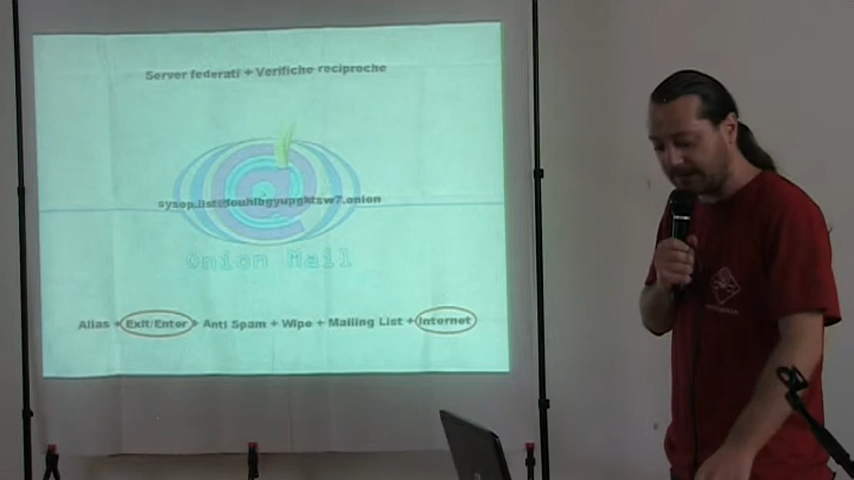 Server federati + Verifiche reciproche
Onion Mail
Alias + Exit/Enter + Anti Spam + Wipe + Mailing List + Internet